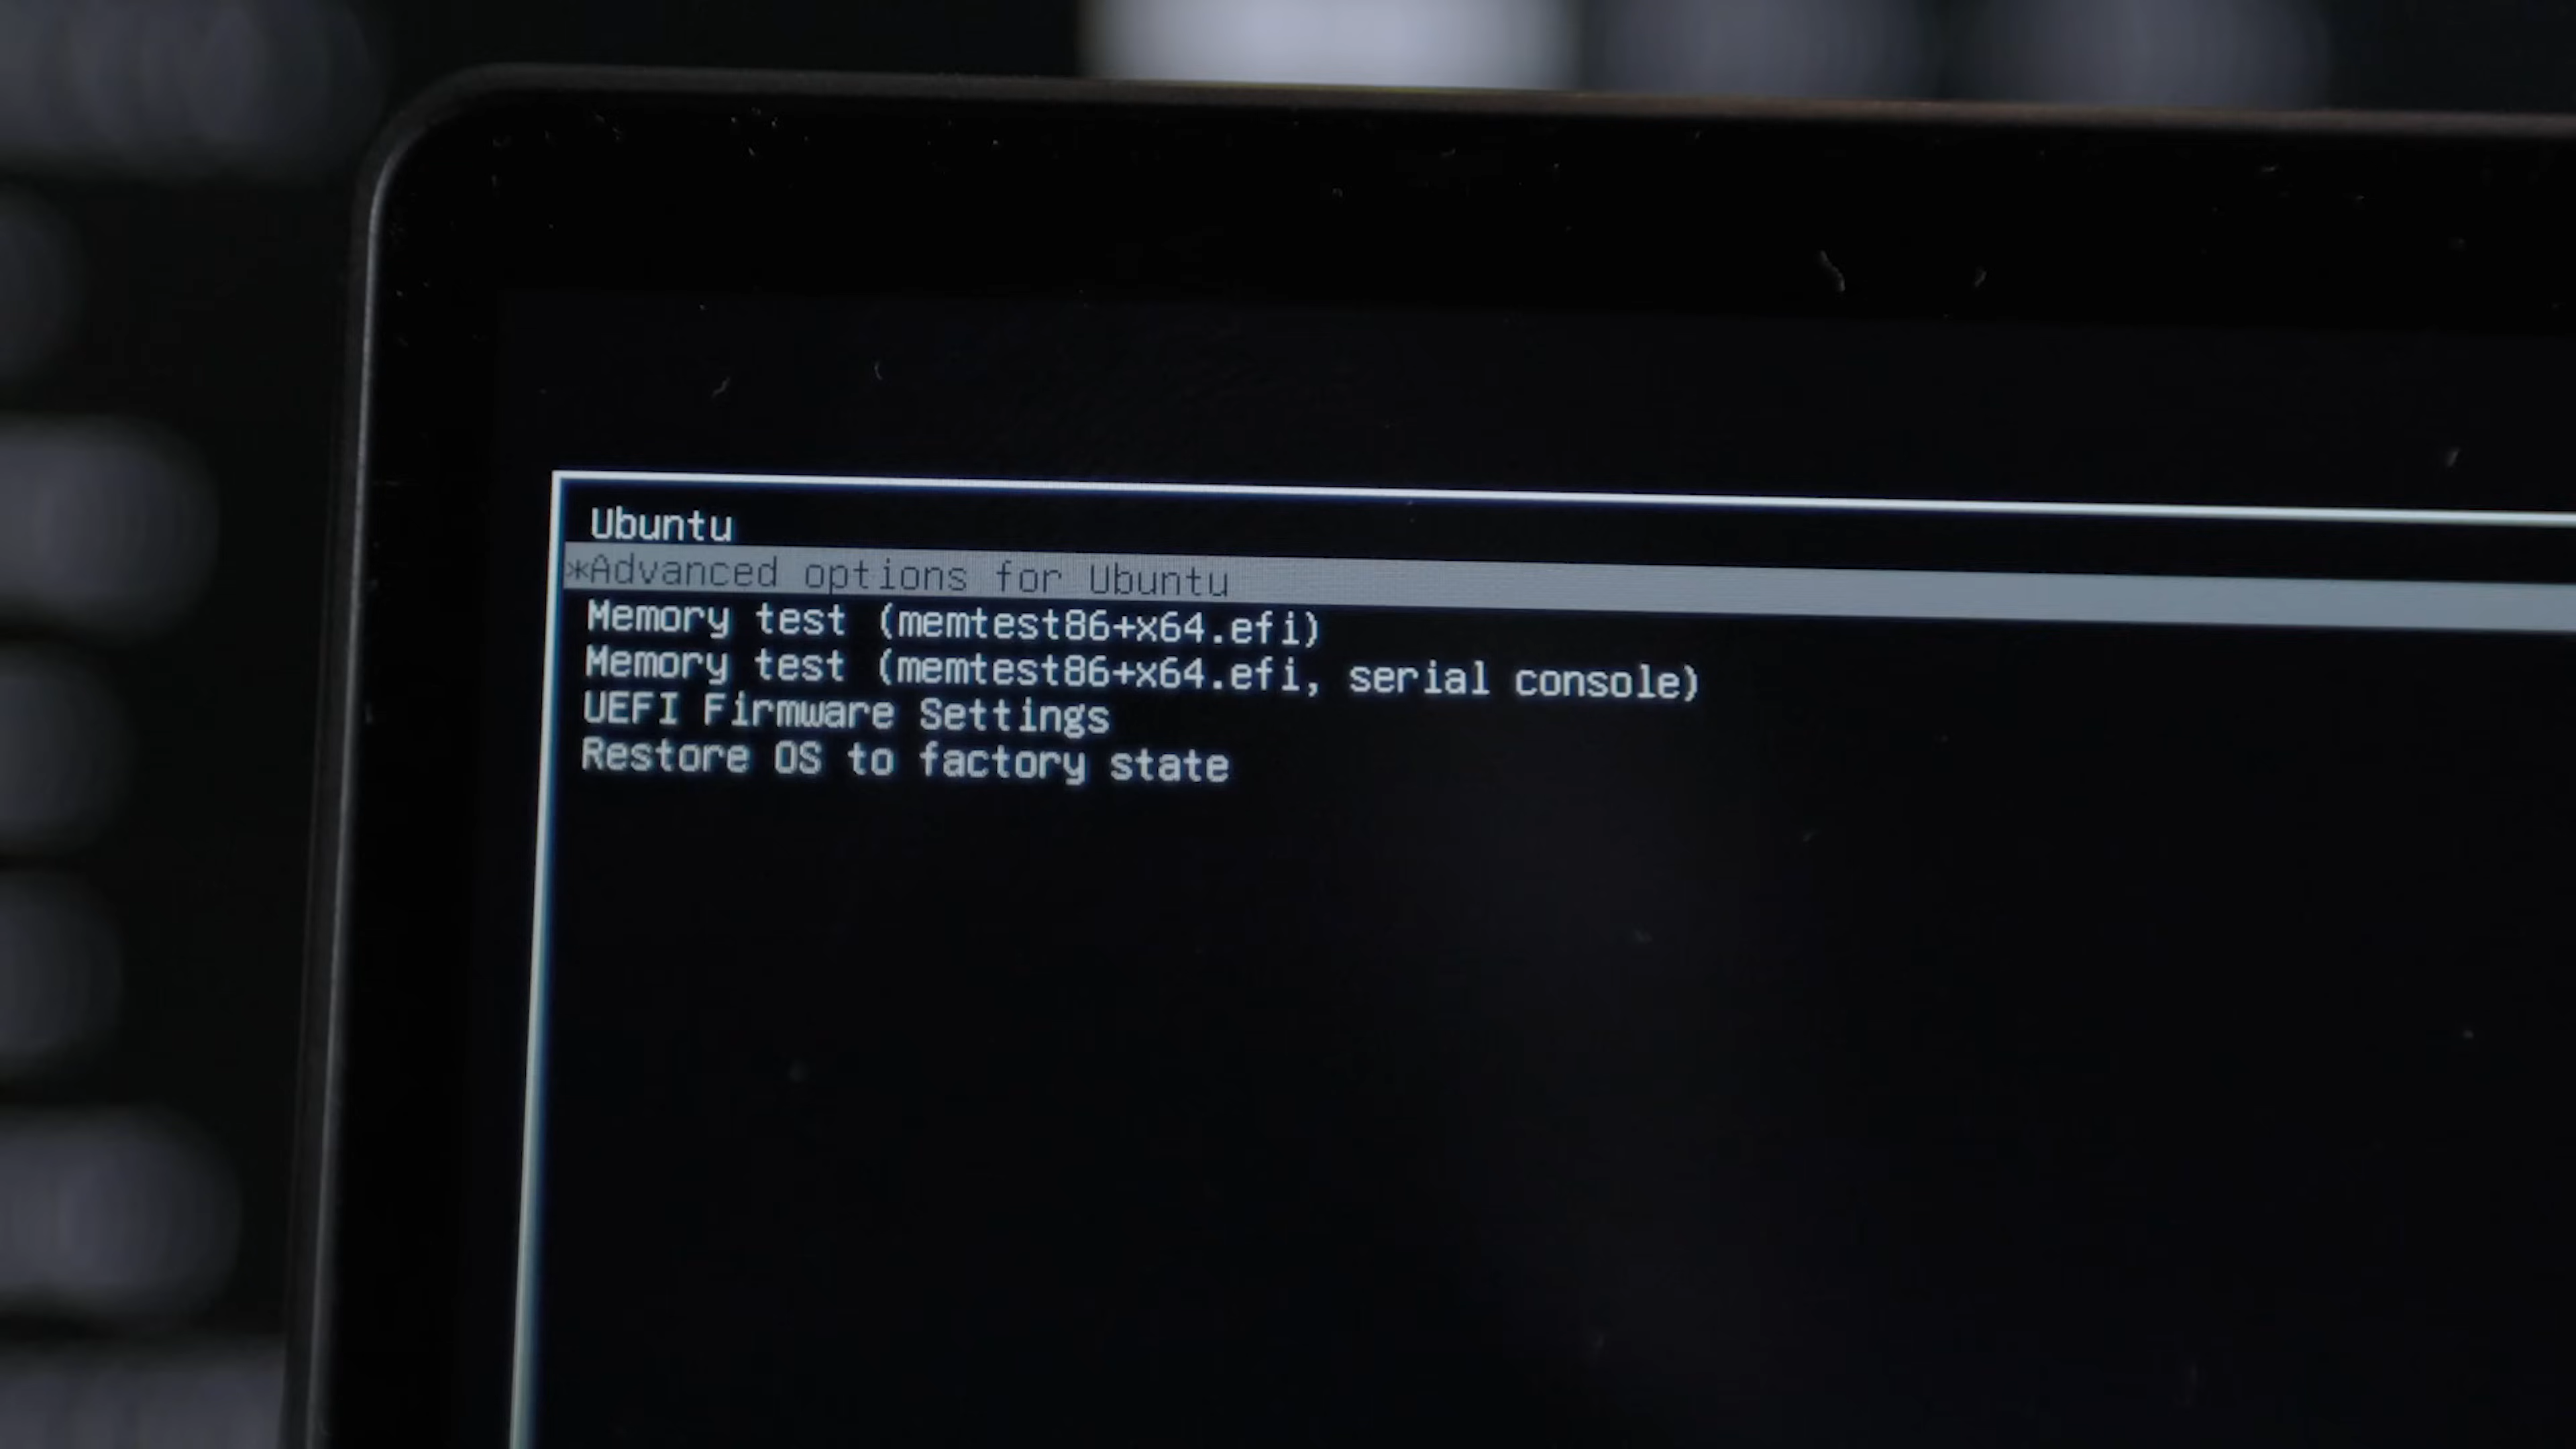 Ubuntu
*Advanced options for Ubuntu
Memory test (memtest86+x64.efi)
Memory test (memtest86+x64.efi, serial console)
UEFI Firmware Settings
Restore OS to factory state